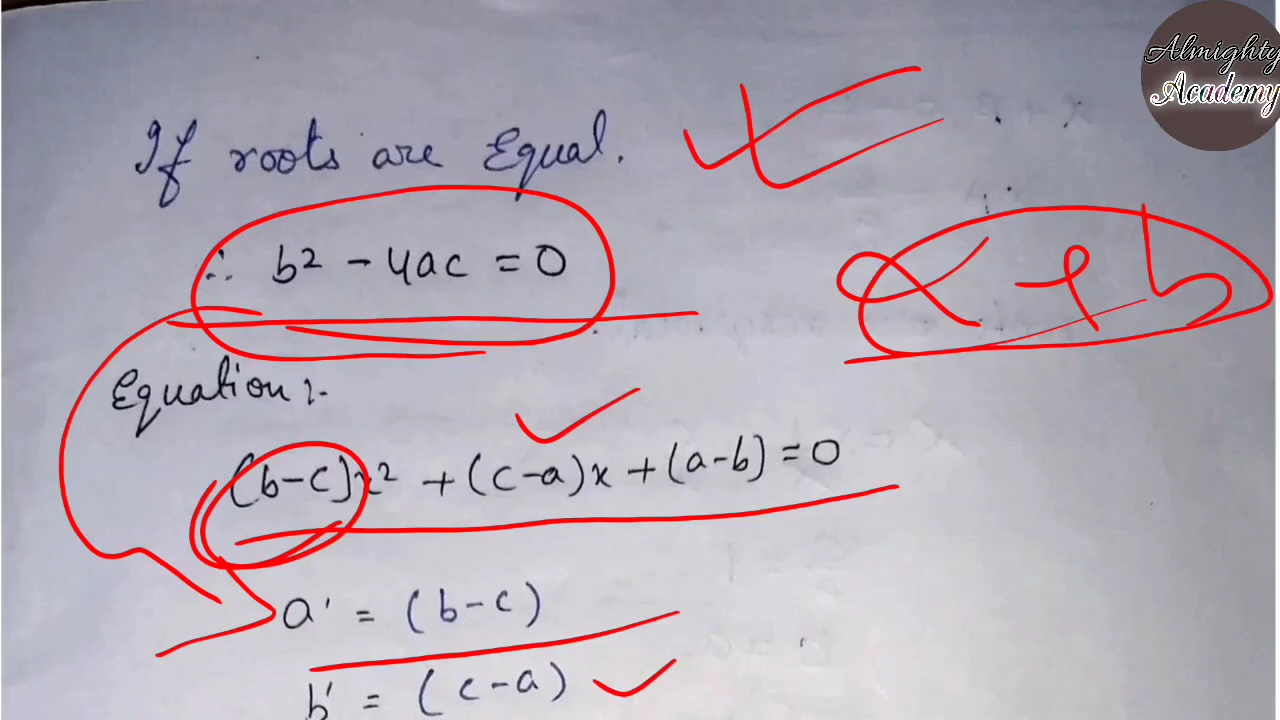 Almighty
Academy
If roots are Equal.
∴ b² - 4ac = 0
Equation :-
(b-c)x² + (c-a)x + (a-b) = 0
a' = (b-c)
b' = (c-a)